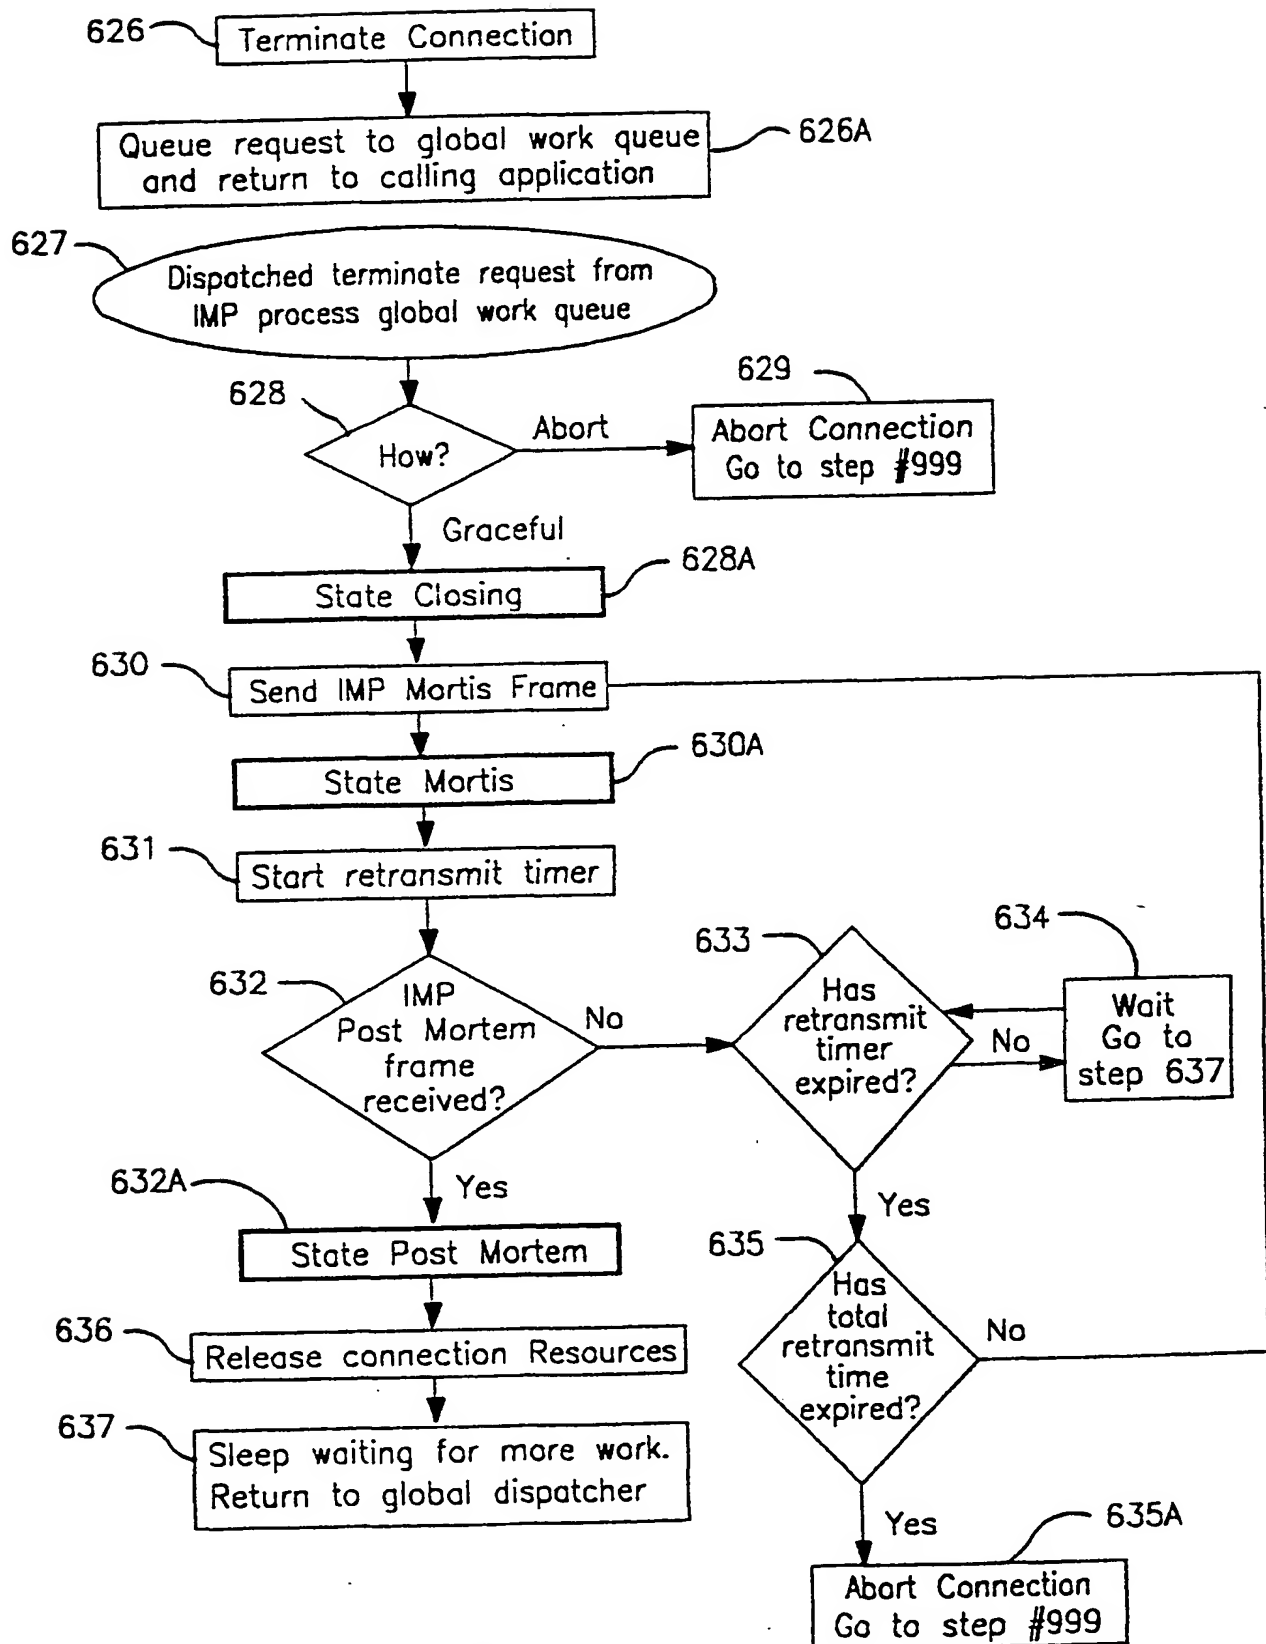 626
Terminate Connection
Queue request to global work queue
and return to calling application
626A
627
Dispatched terminate request from
IMP process global work queue
628
How?
Abort
629
Abort Connection
Go to step #999
Graceful
628A
State Closing
630
Send IMP Mortis Frame
630A
State Mortis
631
Start retransmit timer
632
IMP
Post Mortem
frame
received?
No
633
Has
retransmit
timer
expired?
No
634
Wait
Go to
step 637
Yes
632A
State Post Mortem
Yes
635
Has
total
retransmit
time
expired?
No
636
Release connection Resources
637
Sleep waiting for more work.
Return to global dispatcher
Yes
635A
Abort Connection
Go to step #999